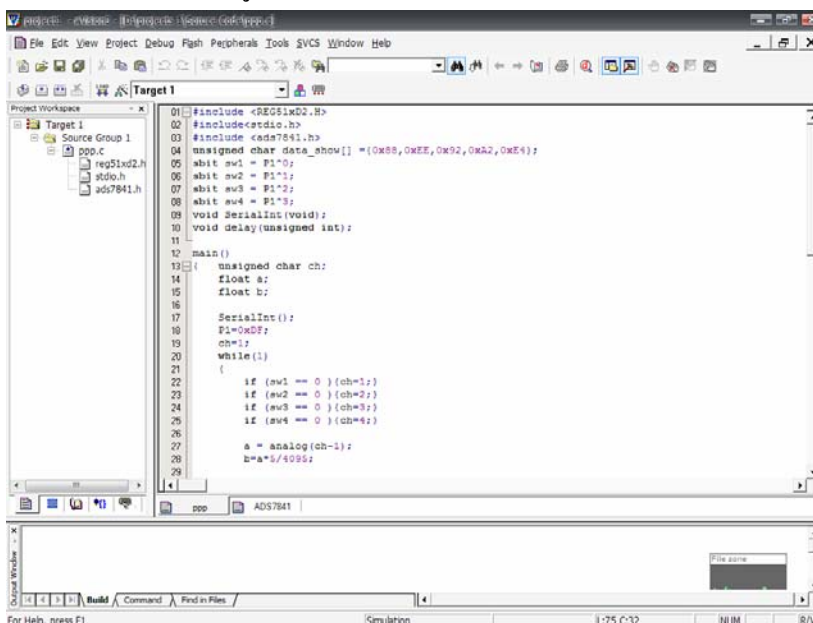 File Edit View Project Debug Flash Peripherals Tools SVCS Window Help
Target 1
Project Workspace
Target 1
Source Group 1
ppp.c
reg51xd2.h
stdio.h
ads7841.h
01 #include <REG51xD2.H>
02 #include<stdio.h>
03 #include <ads7841.h>
04 unsigned char data_show[] ={0x88,0xEE,0x92,0xA2,0xE4};
05 sbit sw1 = P1^0;
06 sbit sw2 = P1^1;
07 sbit sw3 = P1^2;
08 sbit sw4 = P1^3;
09 void SerialInt(void);
10 void delay(unsigned int);
11
12 main()
13 { unsigned char ch;
14 float a;
15 float b;
16
17 SerialInt();
18 P1=0xDF;
19 ch=1;
20 while(1)
21 {
22 if (sw1 == 0 ){ch=1;}
23 if (sw2 == 0 ){ch=2;}
24 if (sw3 == 0 ){ch=3;}
25 if (sw4 == 0 ){ch=4;}
26
27 a = analog(ch-1);
28 b=a*5/4095;
29
ppp ADS7841
Output Window
File zone
Build Command Find in Files
For Help, press F1 Simulation L:75 C:32 NUM R/W